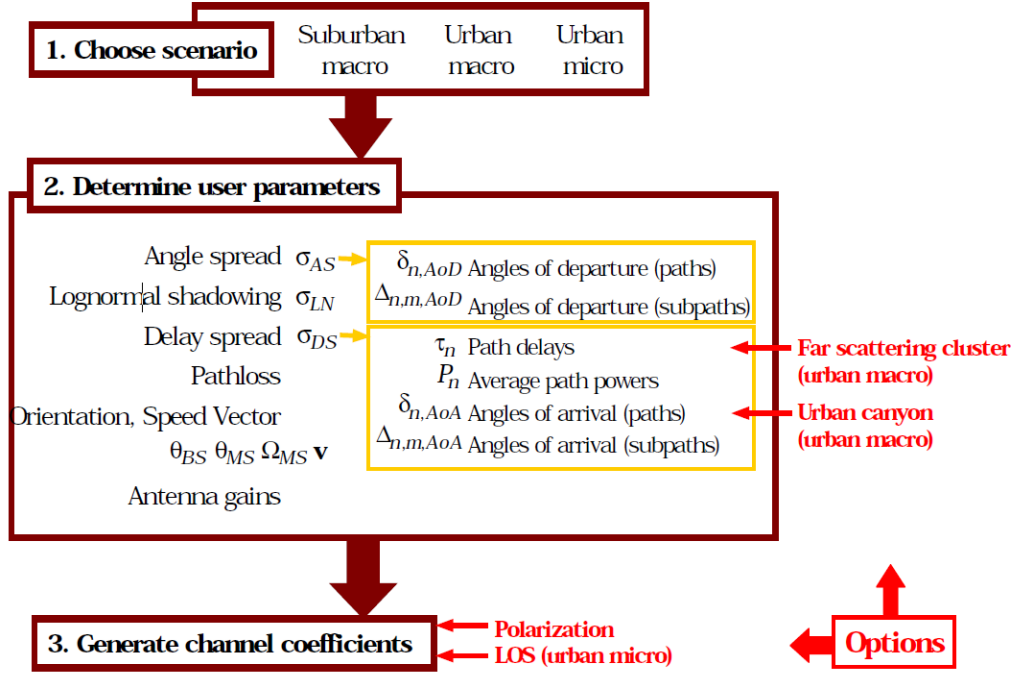 1. Choose scenario
Suburban macro
Urban macro
Urban micro
2. Determine user parameters
Angle spread σ_AS
δ_n,AoD Angles of departure (paths)
Lognormal shadowing σ_LN
Δ_n,m,AoD Angles of departure (subpaths)
Delay spread σ_DS
τ_n Path delays
Pathloss
P_n Average path powers
Orientation, Speed Vector
δ_n,AoA Angles of arrival (paths)
θ_BS θ_MS Ω_MS v
Δ_n,m,AoA Angles of arrival (subpaths)
Antenna gains
Far scattering cluster
(urban macro)
Urban canyon
(urban macro)
3. Generate channel coefficients
Polarization
LOS (urban micro)
Options